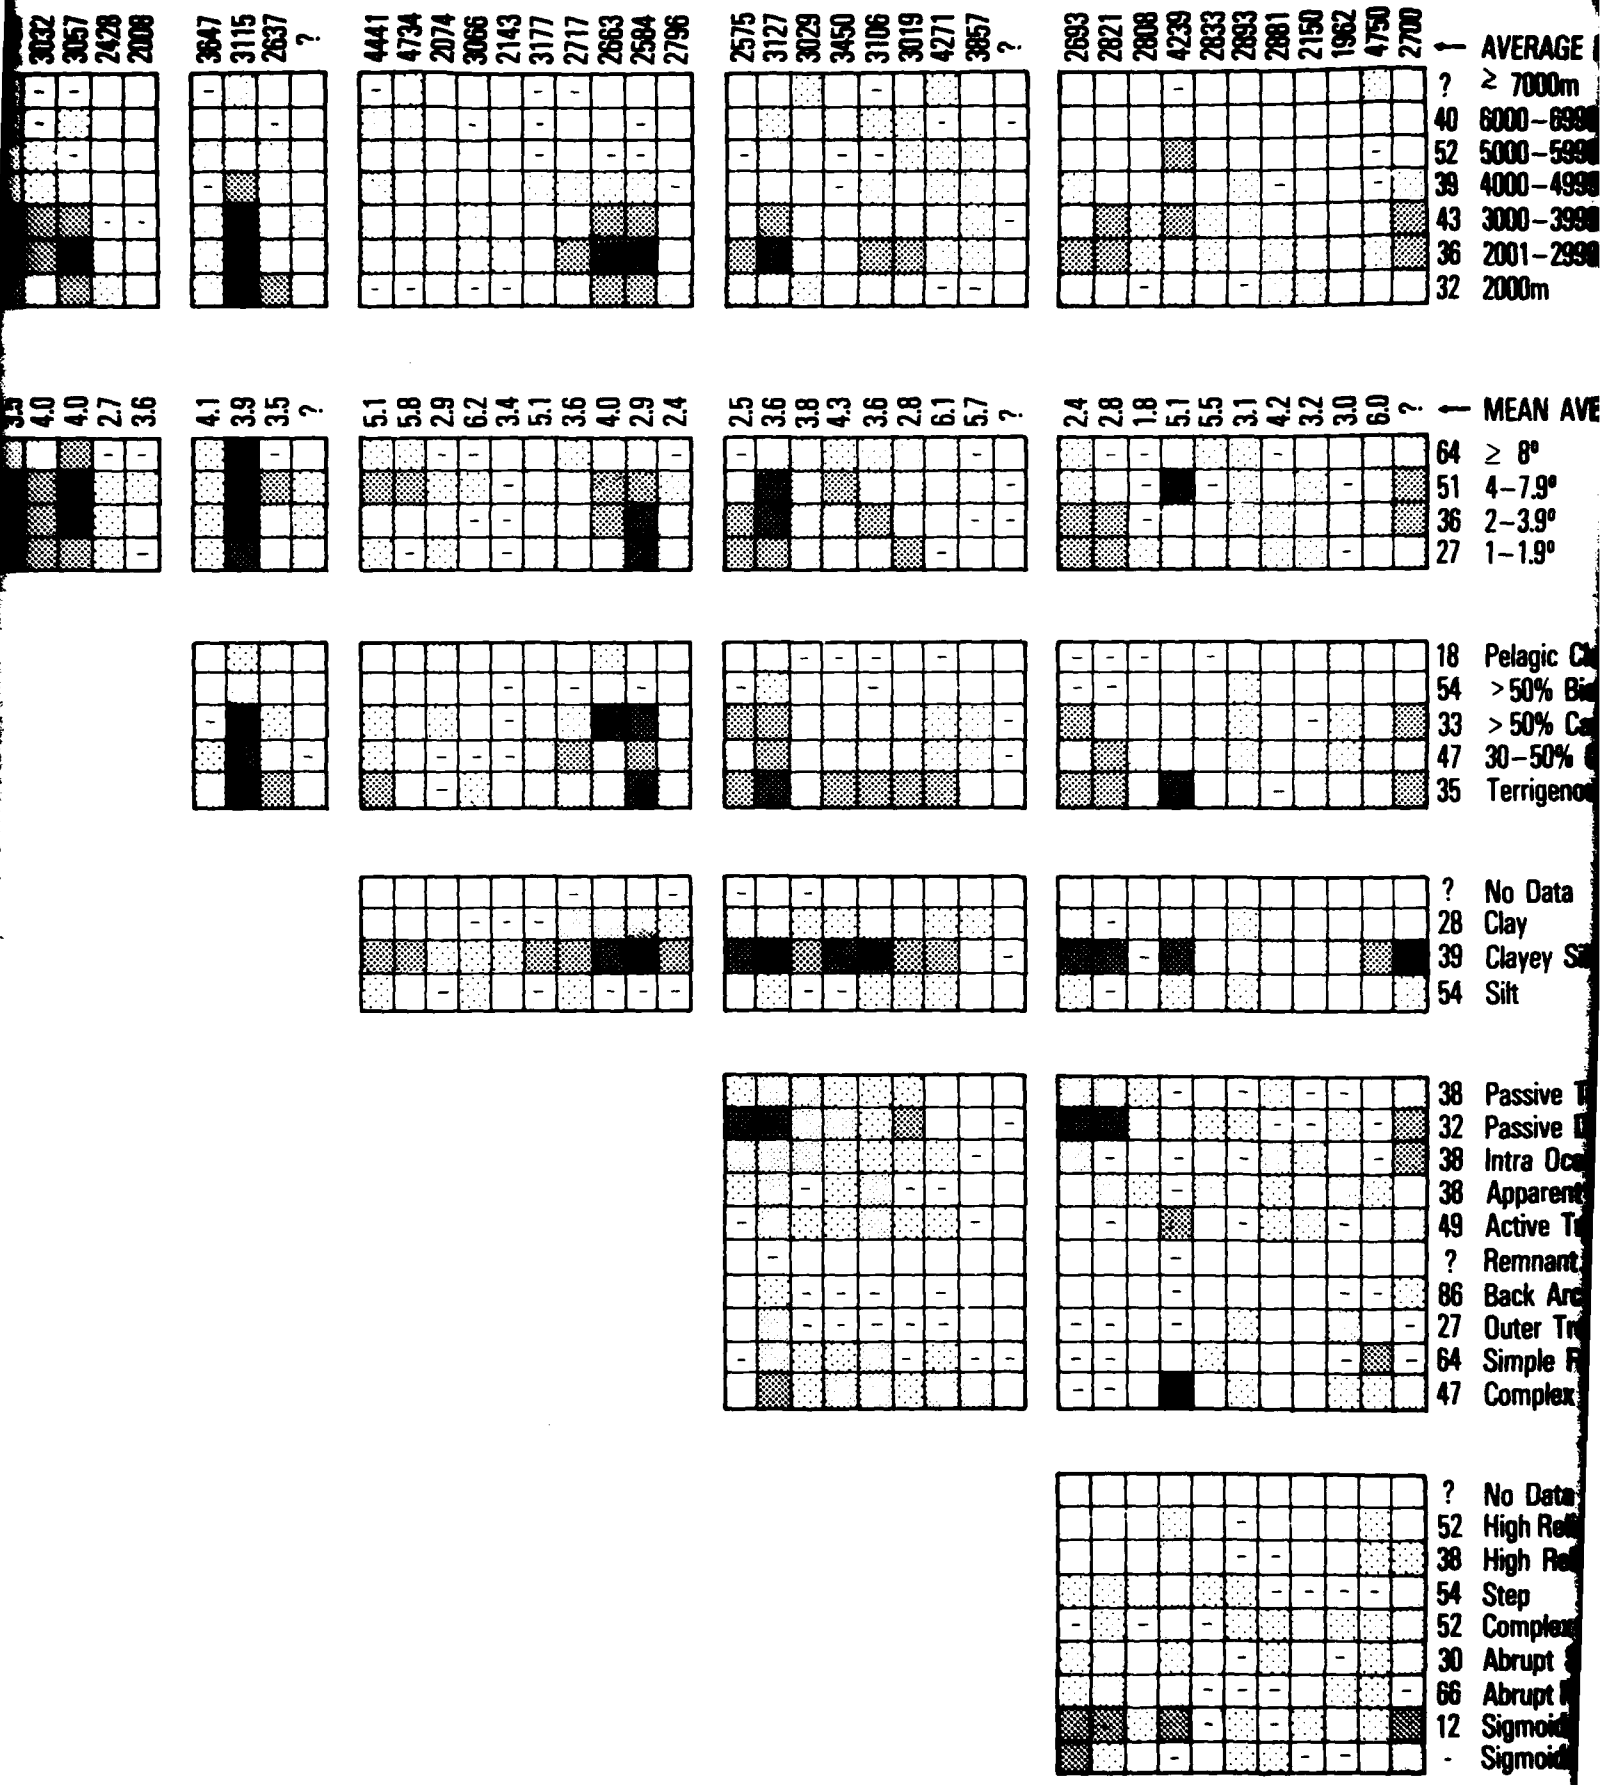 3032 3057 2428 2008 3647 3115 2637 ? 4441 4734 2074 3066 2143 3177 2717 2663 2584 2796 2575 3127 3029 3450 3106 3019 4271 3857 ? 2693 2821 2808 4239 2833 2893 2881 2150 1962 4750 2700 ← AVERAGE
? ≥ 7000m
40 6000-699
52 5000-599
39 4000-499
43 3000-399
36 2001-299
32 2000m
3.5 4.0 4.0 2.7 3.6 4.1 3.9 3.5 ? 5.1 5.8 2.9 6.2 3.4 5.1 3.6 4.0 2.9 2.4 2.5 3.6 3.8 4.3 3.6 2.8 6.1 5.7 ? 2.4 2.8 1.8 5.1 5.5 3.1 4.2 3.2 3.0 6.0 ? ← MEAN AVE
64 ≥ 8°
51 4-7.9°
36 2-3.9°
27 1-1.9°
18 Pelagic
54 >50%
33 >50%
47 30-50%
35 Terrigeno
? No Data
28 Clay
39 Clayey
54 Silt
38 Passive
32 Passive
38 Intra
38 Apparent
49 Active
? Remnant
86 Back Arc
27 Outer
64 Simple
47 Complex
? No Data
52 High
38 High
54 Step
52 Complex
30 Abrupt
66 Abrupt
12 Sigmoid
- Sigmoid